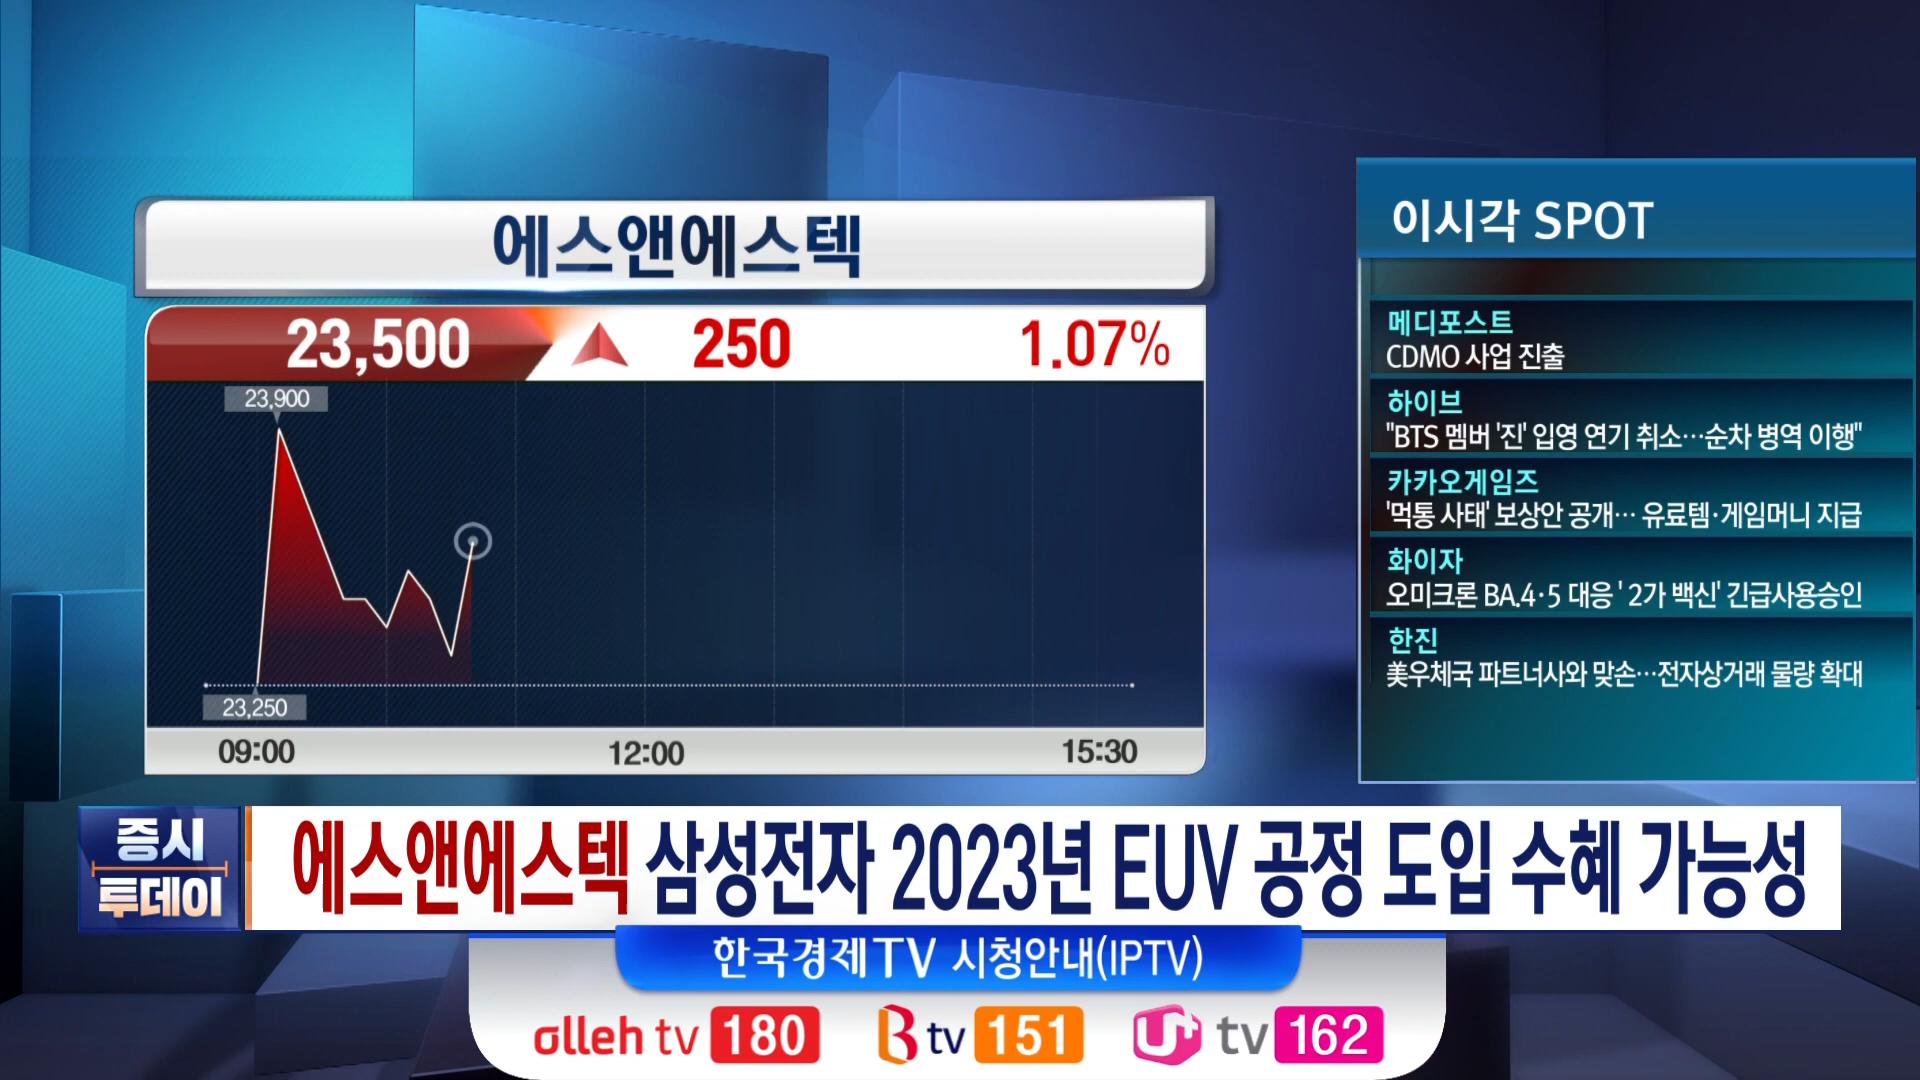 에스앤에스텍
23,500 250 1.07%
23,900
23,250
09:00 12:00 15:30
이시각 SPOT
메디포스트
CDMO 사업 진출
하이브
"BTS 멤버 '진' 입영 연기 취소…순차 병역 이행"
카카오게임즈
'먹통 사태' 보상안 공개… 유료템·게임머니 지급
화이자
오미크론 BA.4·5 대응 ' 2가 백신' 긴급사용승인
한진
美우체국 파트너사와 맞손…전자상거래 물량 확대
증시
투데이
에스앤에스텍 삼성전자 2023년 EUV 공정 도입 수혜 가능성
한국경제TV 시청안내(IPTV)
olleh tv 180 B tv 151 U+ tv 162